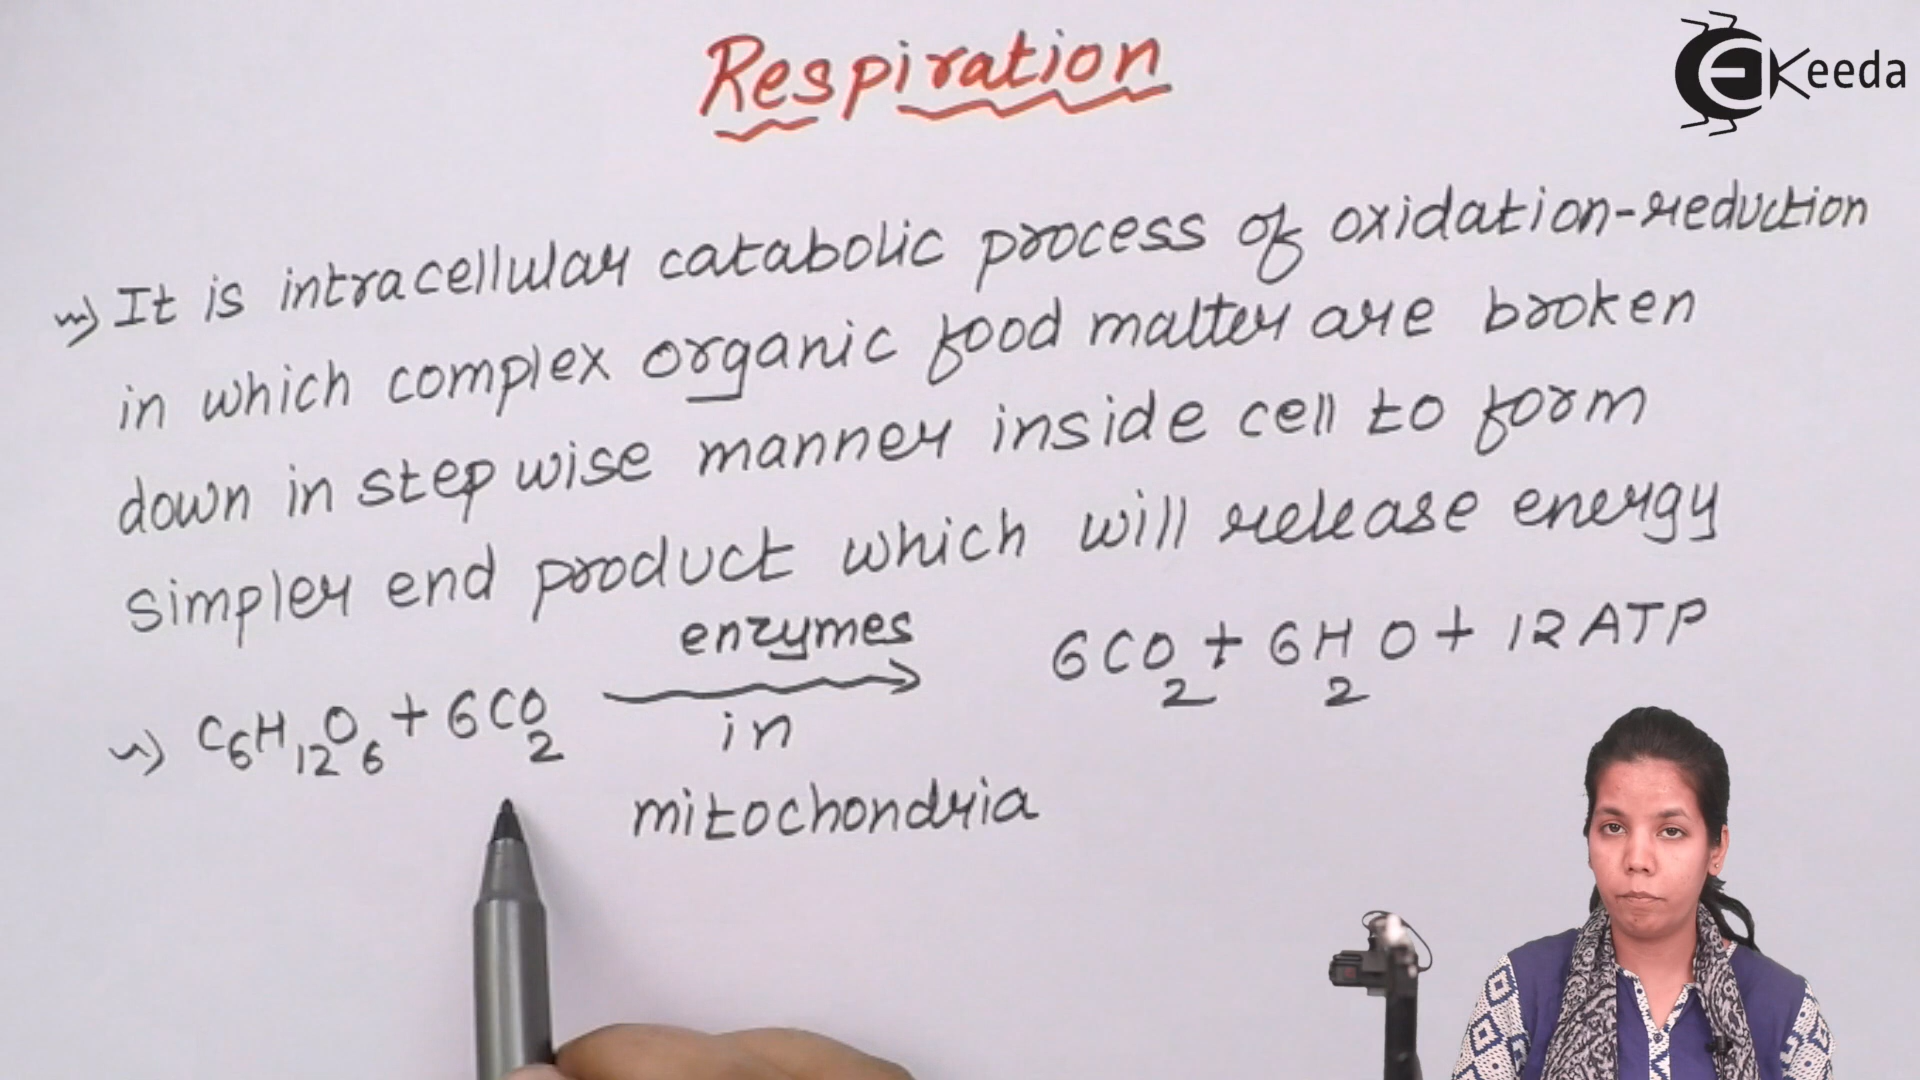 Respiration
EKeeda
It is intracellular catabolic process of oxidation-reduction
in which complex organic food matter are broken
down in step wise manner inside cell to form
simpler end product which will release energy
C6H12O6 + 6CO2 enzymes in mitochondria → 6CO2 + 6H2O + 12ATP